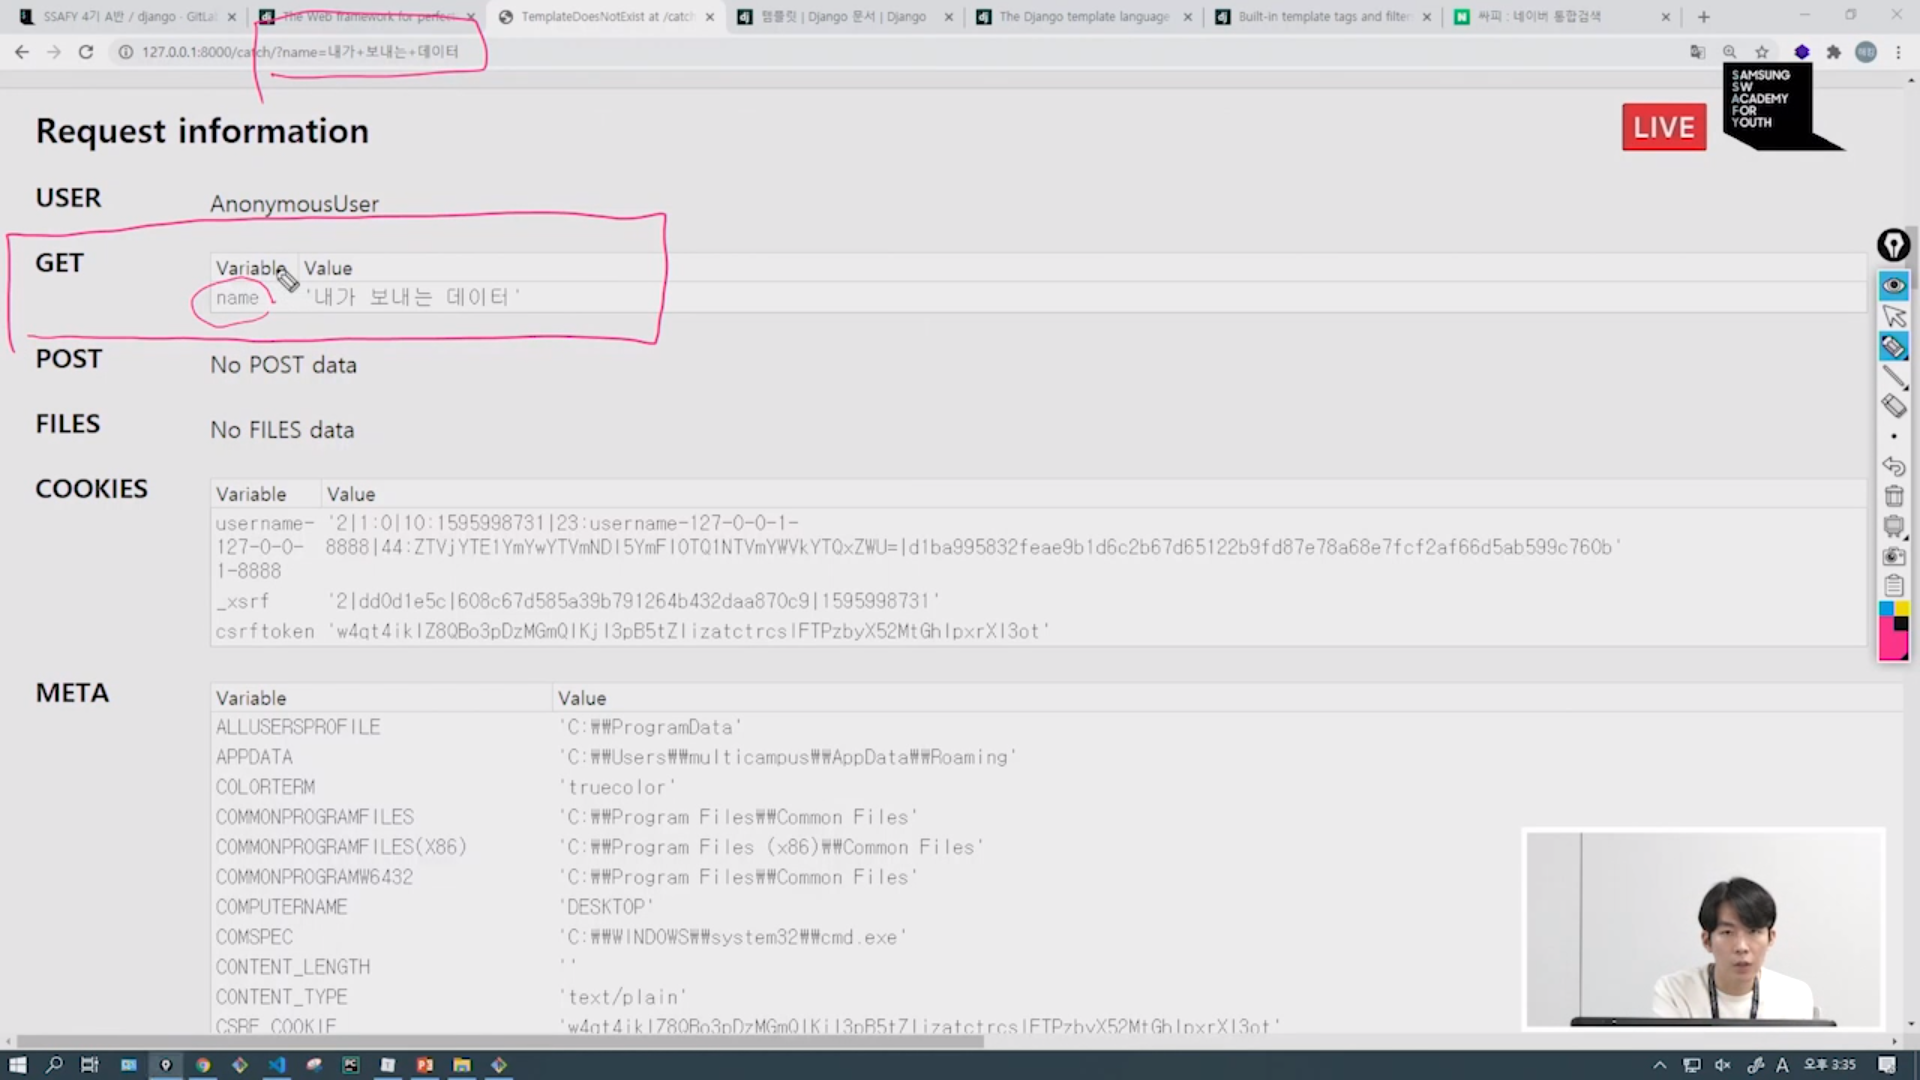 SSAFY 4기 A반 / django · GitLa
The Web framework for perfec
TemplateDoesNotExist at /catch
템플릿 | Django 문서 | Django
The Django template language
Built-in template tags and filter
싸피 : 네이버 통합검색
127.0.0.1:8000/catch/?name=내가+보내는+데이터
SAMSUNG
SW
ACADEMY
FOR
YOUTH
LIVE
Request information
USER
AnonymousUser
GET
Variable Value
name '내가 보내는 데이터'
POST
No POST data
FILES
No FILES data
COOKIES
Variable Value
username- '2|1:0|10:1595998731|23:username-127-0-0-1-
127-0-0-
1-8888
_xsrf '2|dd0d1e5c|608c67d585a39b791264b432daa870c9|1595998731'
csrftoken
META
Variable Value
ALLUSERSPROFILE 'C:₩₩ProgramData'
APPDATA 'C:₩₩Users₩₩multicampus₩₩AppData₩₩Roaming'
COLORTERM 'truecolor'
COMMONPROGRAMFILES 'C:₩₩Program Files₩₩Common Files'
COMMONPROGRAMFILES(X86) 'C:₩₩Program Files (x86)₩₩Common Files'
COMMONPROGRAMW6432 'C:₩₩Program Files₩₩Common Files'
COMPUTERNAME 'DESKTOP'
COMSPEC 'C:₩₩WINDOWS₩₩system32₩₩cmd.exe'
CONTENT_LENGTH ''
CONTENT_TYPE 'text/plain'
CSRF_COOKIE
A 오후 3:35